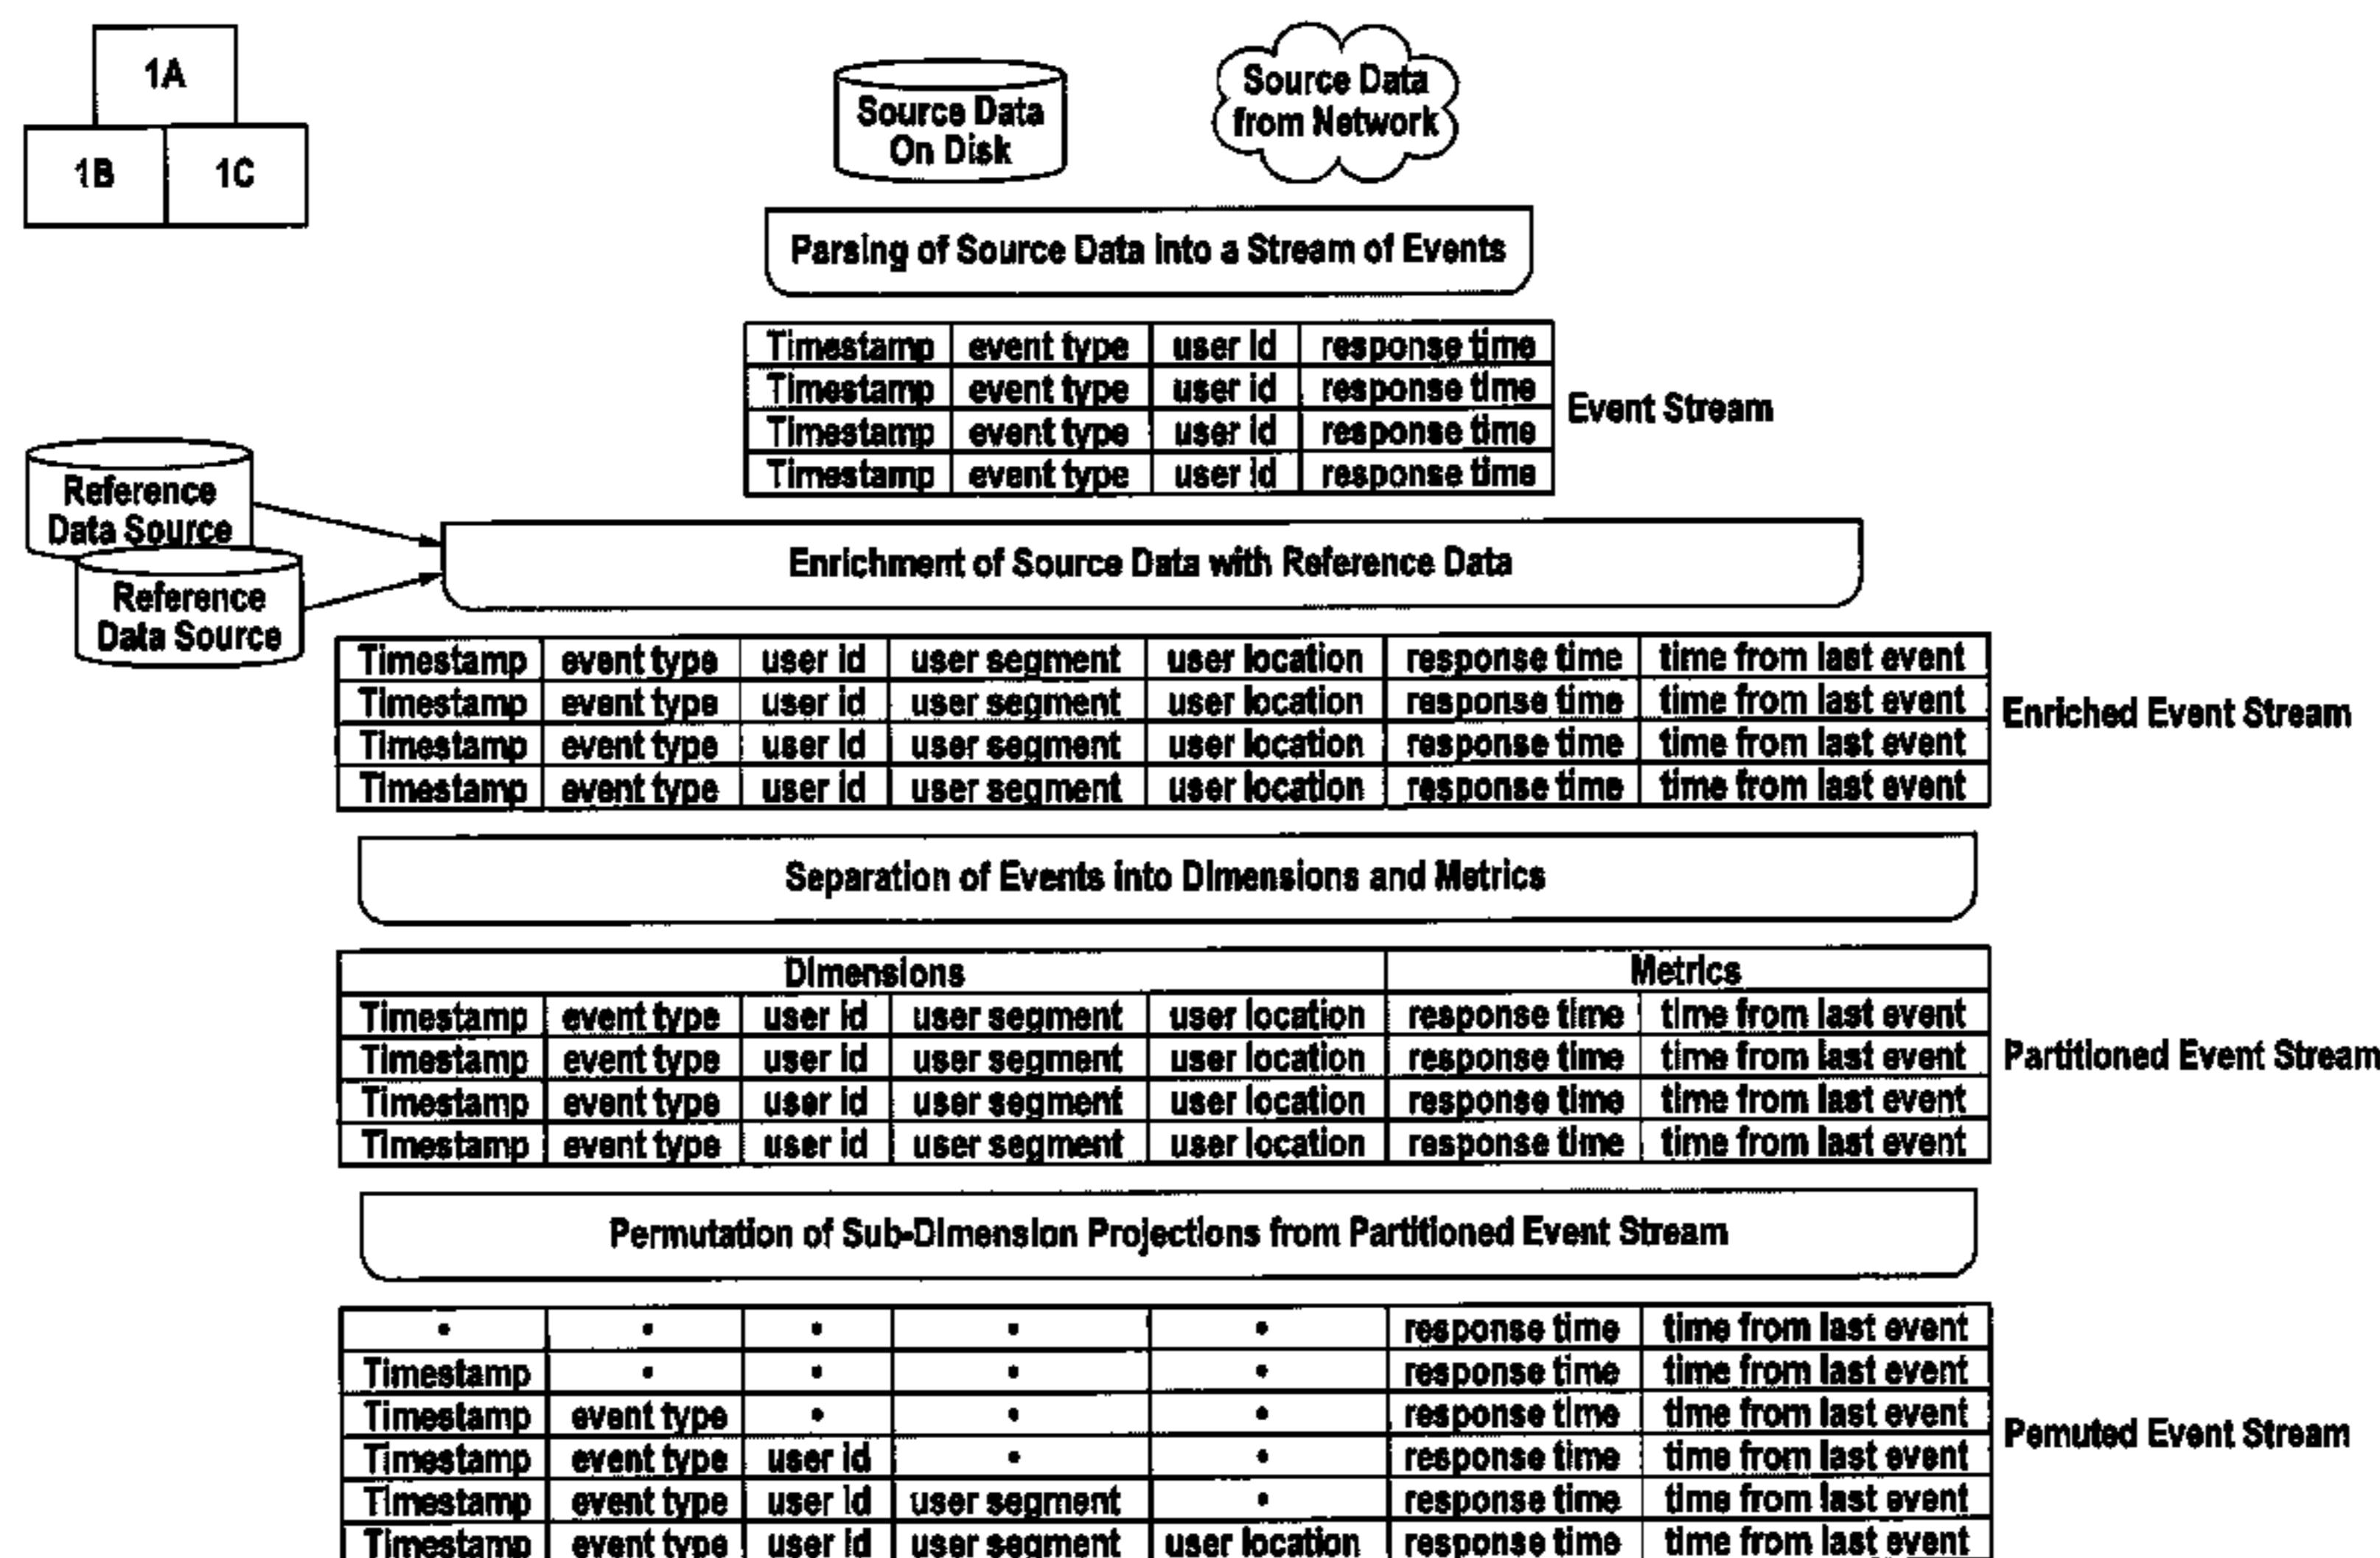 1A
1B 1C
Source Data
On Disk
Source Data
from Network
Parsing of Source Data into a Stream of Events
Timestamp event type user id response time
Timestamp event type user id response time
Timestamp event type user id response time
Timestamp event type user id response time
Event Stream
Reference
Data Source
Reference
Data Source
Enrichment of Source Data with Reference Data
Timestamp event type user id user segment user location response time time from last event
Timestamp event type user id user segment user location response time time from last event
Timestamp event type user id user segment user location response time time from last event
Timestamp event type user id user segment user location response time time from last event
Enriched Event Stream
Separation of Events into Dimensions and Metrics
Dimensions Metrics
Timestamp event type user id user segment user location response time time from last event
Timestamp event type user id user segment user location response time time from last event
Timestamp event type user id user segment user location response time time from last event
Timestamp event type user id user segment user location response time time from last event
Partitioned Event Stream
Permutation of Sub-Dimension Projections from Partitioned Event Stream
• • • • • response time time from last event
Timestamp • • • • response time time from last event
Timestamp event type • • • response time time from last event
Timestamp event type user id • • response time time from last event
Timestamp event type user id user segment • response time time from last event
Timestamp event type user id user segment user location response time time from last event
Pemuted Event Stream